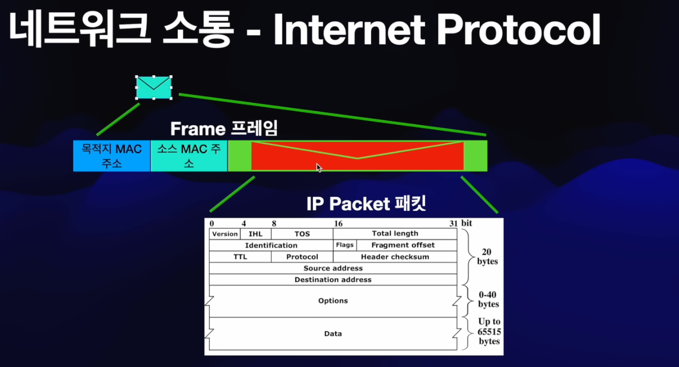 네트워크 소통 - Internet Protocol
Frame 프레임
목적지 MAC
주소
소스 MAC 주
소
IP Packet 패킷
0 4 8 16 31 bit
Version IHL TOS Total length
Identification Flags Fragment offset
TTL Protocol Header checksum
Source address
Destination address
20
bytes
Options
0-40
bytes
Data
Up to
65515
bytes